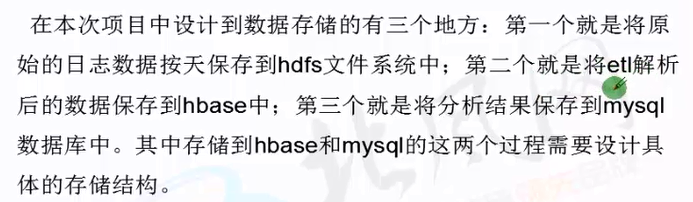 在本次项目中设计到数据存储的有三个地方：第一个就是将原
始的日志数据按天保存到hdfs文件系统中；第二个就是将etl解析
后的数据保存到hbase中；第三个就是将分析结果保存到mysql
数据库中。其中存储到hbase和mysql的这两个过程需要设计具
体的存储结构。